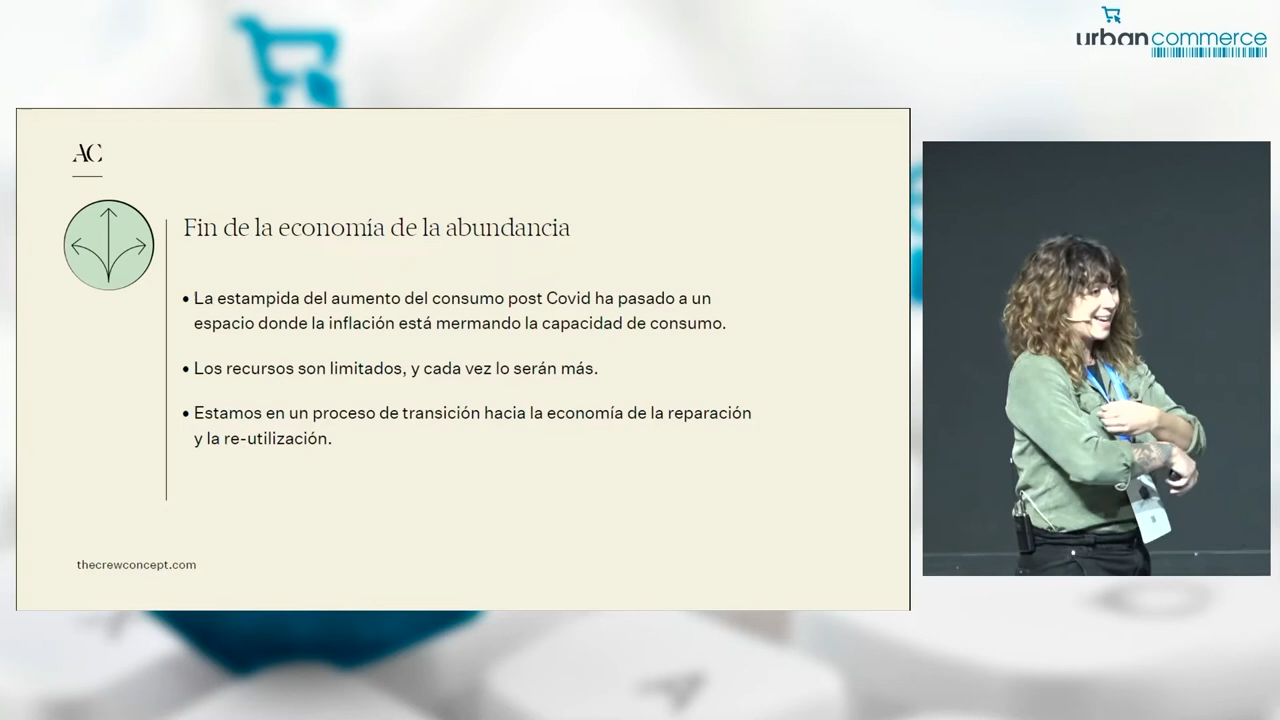 urbancommerce
AC
Fin de la economía de la abundancia
• La estampida del aumento del consumo post Covid ha pasado a un
espacio donde la inflación está mermando la capacidad de consumo.
• Los recursos son limitados, y cada vez lo serán más.
• Estamos en un proceso de transición hacia la economía de la reparación
y la re-utilización.
thecrewconcept.com